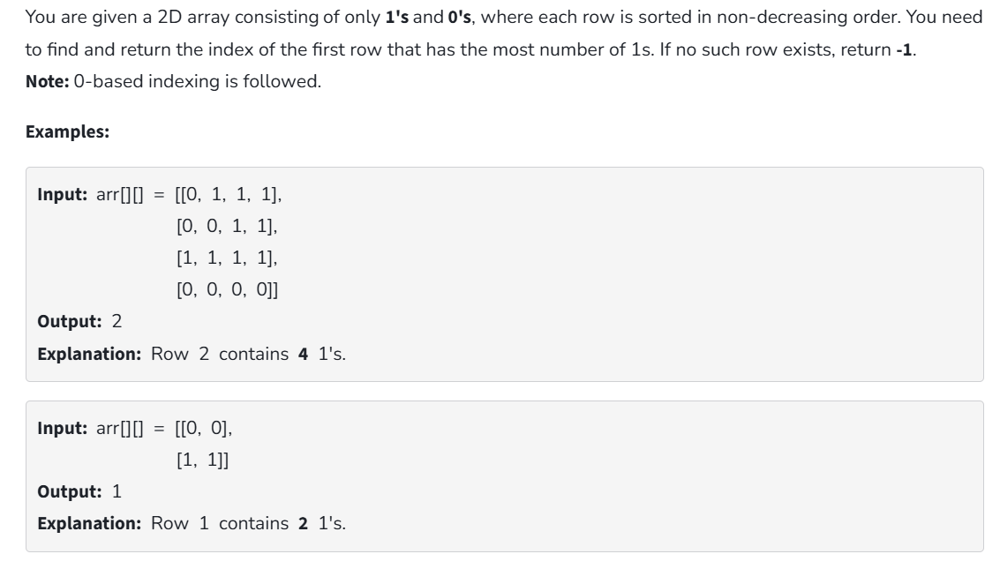 You are given a 2D array consisting of only 1's and 0's, where each row is sorted in non-decreasing order. You need
to find and return the index of the first row that has the most number of 1s. If no such row exists, return -1.
Note: 0-based indexing is followed.
Examples:
Input: arr[][] = [[0, 1, 1, 1],
[0, 0, 1, 1],
[1, 1, 1, 1],
[0, 0, 0, 0]]
Output: 2
Explanation: Row 2 contains 4 1's.
Input: arr[][] = [[0, 0],
[1, 1]]
Output: 1
Explanation: Row 1 contains 2 1's.